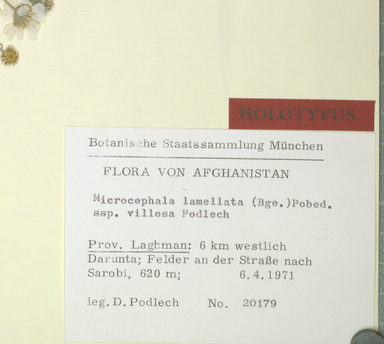 HOLOTYPUS
Botanische Staatssammlung München
FLORA VON AFGHANISTAN
Microcephala lamellata (Bge.)Pobed.
ssp. villosa Podlech
Prov. Laghman: 6 km westlich
Darunta; Felder an der Straße nach
Sarobi, 620 m; 6.4.1971
leg. D. Podlech No. 20179